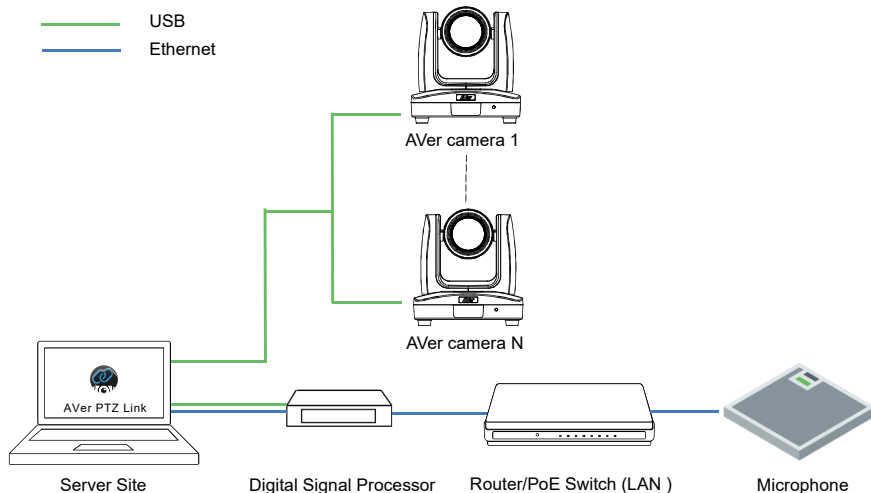 USB
Ethernet
AVer camera 1
AVer camera N
AVer PTZ Link
Server Site
Digital Signal Processor
Router/PoE Switch (LAN )
Microphone